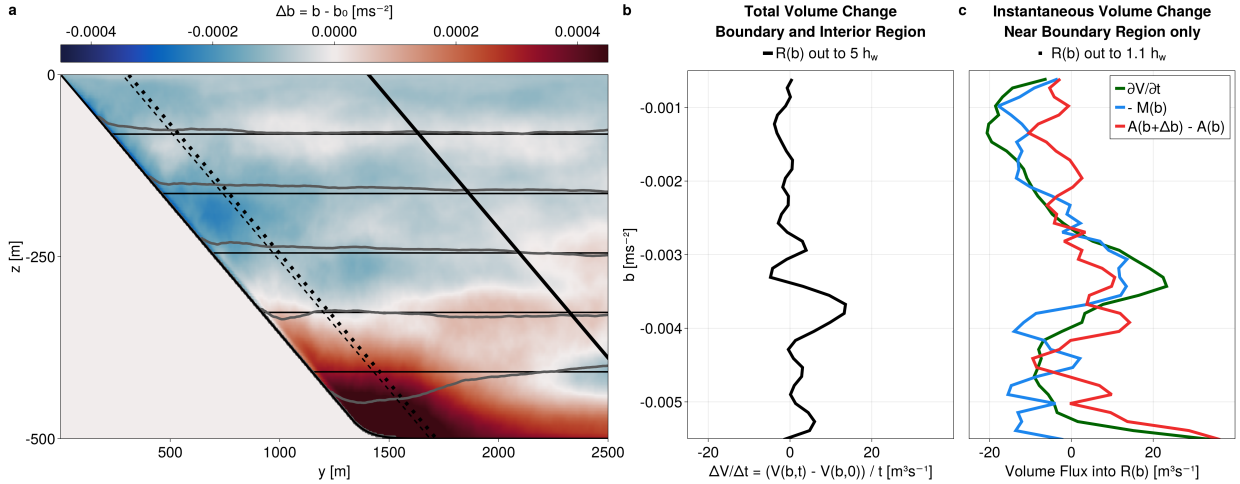 a
Δb = b - b₀ [ms⁻²]
-0.0004 -0.0002 0.0000 0.0002 0.0004
0
-250
-500
z [m]
500 1000 1500 2000 2500
y [m]
b
Total Volume Change
Boundary and Interior Region
R(b) out to 5 h_w
-0.001
-0.002
-0.003
-0.004
-0.005
b [ms⁻²]
-20 0 20
ΔV/Δt = (V(b,t) - V(b,0)) / t [m³s⁻¹]
c
Instantaneous Volume Change
Near Boundary Region only
R(b) out to 1.1 h_w
∂V/∂t
- M(b)
A(b+Δb) - A(b)
-20 0 20
Volume Flux into R(b) [m³s⁻¹]